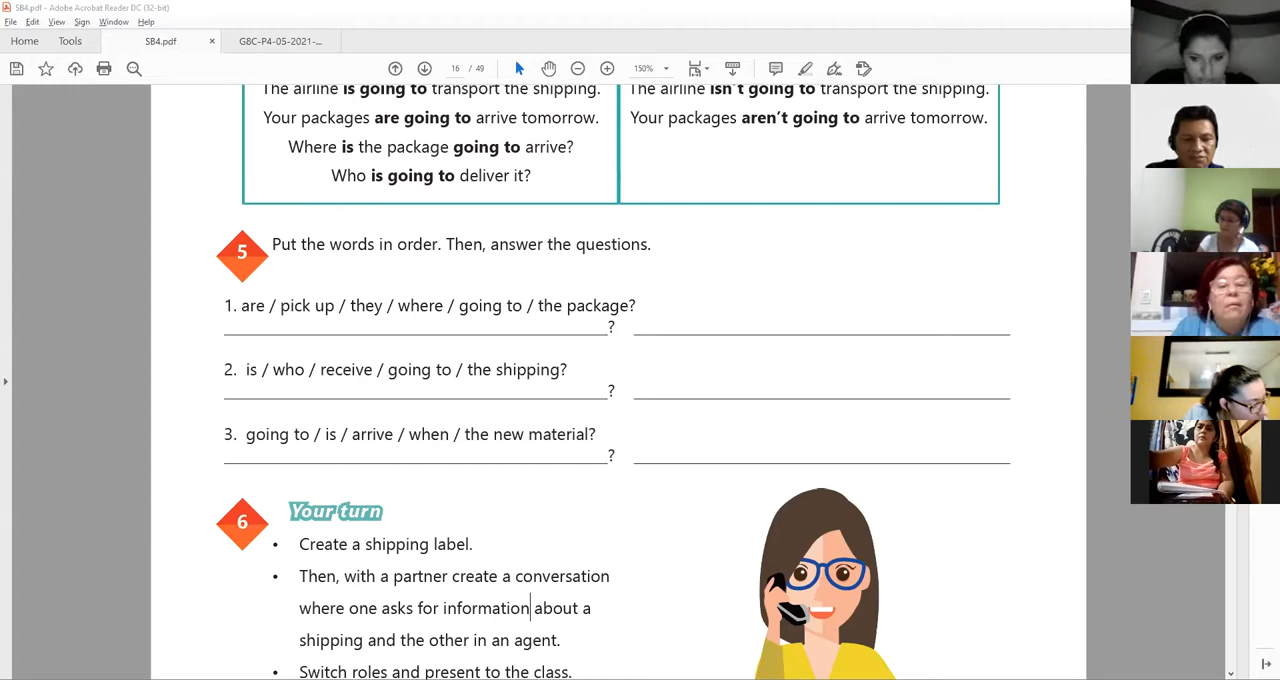 SB4.pdf - Adobe Acrobat Reader DC (32-bit)
File Edit View Sign Window Help
Home Tools SB4.pdf × GBC-P4-05-2021-...
16 / 49 150%
The airline is going to transport the shipping.
Your packages are going to arrive tomorrow.
Where is the package going to arrive?
Who is going to deliver it?
The airline isn't going to transport the shipping.
Your packages aren't going to arrive tomorrow.
5 Put the words in order. Then, answer the questions.
1. are / pick up / they / where / going to / the package?
?
2. is / who / receive / going to / the shipping?
?
3. going to / is / arrive / when / the new material?
?
6 Your turn
• Create a shipping label.
• Then, with a partner create a conversation
where one asks for information about a
shipping and the other in an agent.
• Switch roles and present to the class.